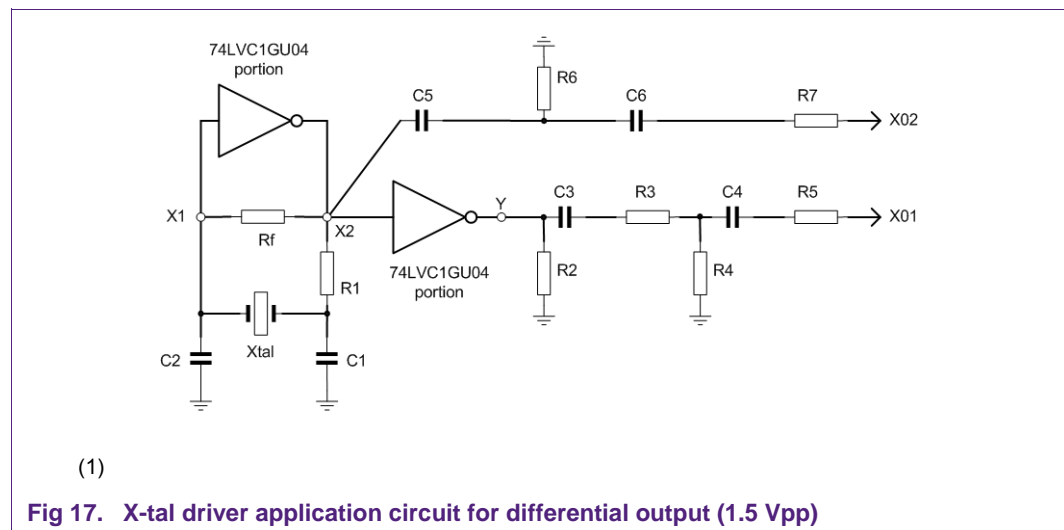 74LVC1GU04
portion
R6
C5
C6
R7
X02
X1
Rf
X2
Y
C3
R3
C4
R5
X01
74LVC1GU04
portion
R1
R2
R4
C2
Xtal
C1
(1)
Fig 17. X-tal driver application circuit for differential output (1.5 Vpp)